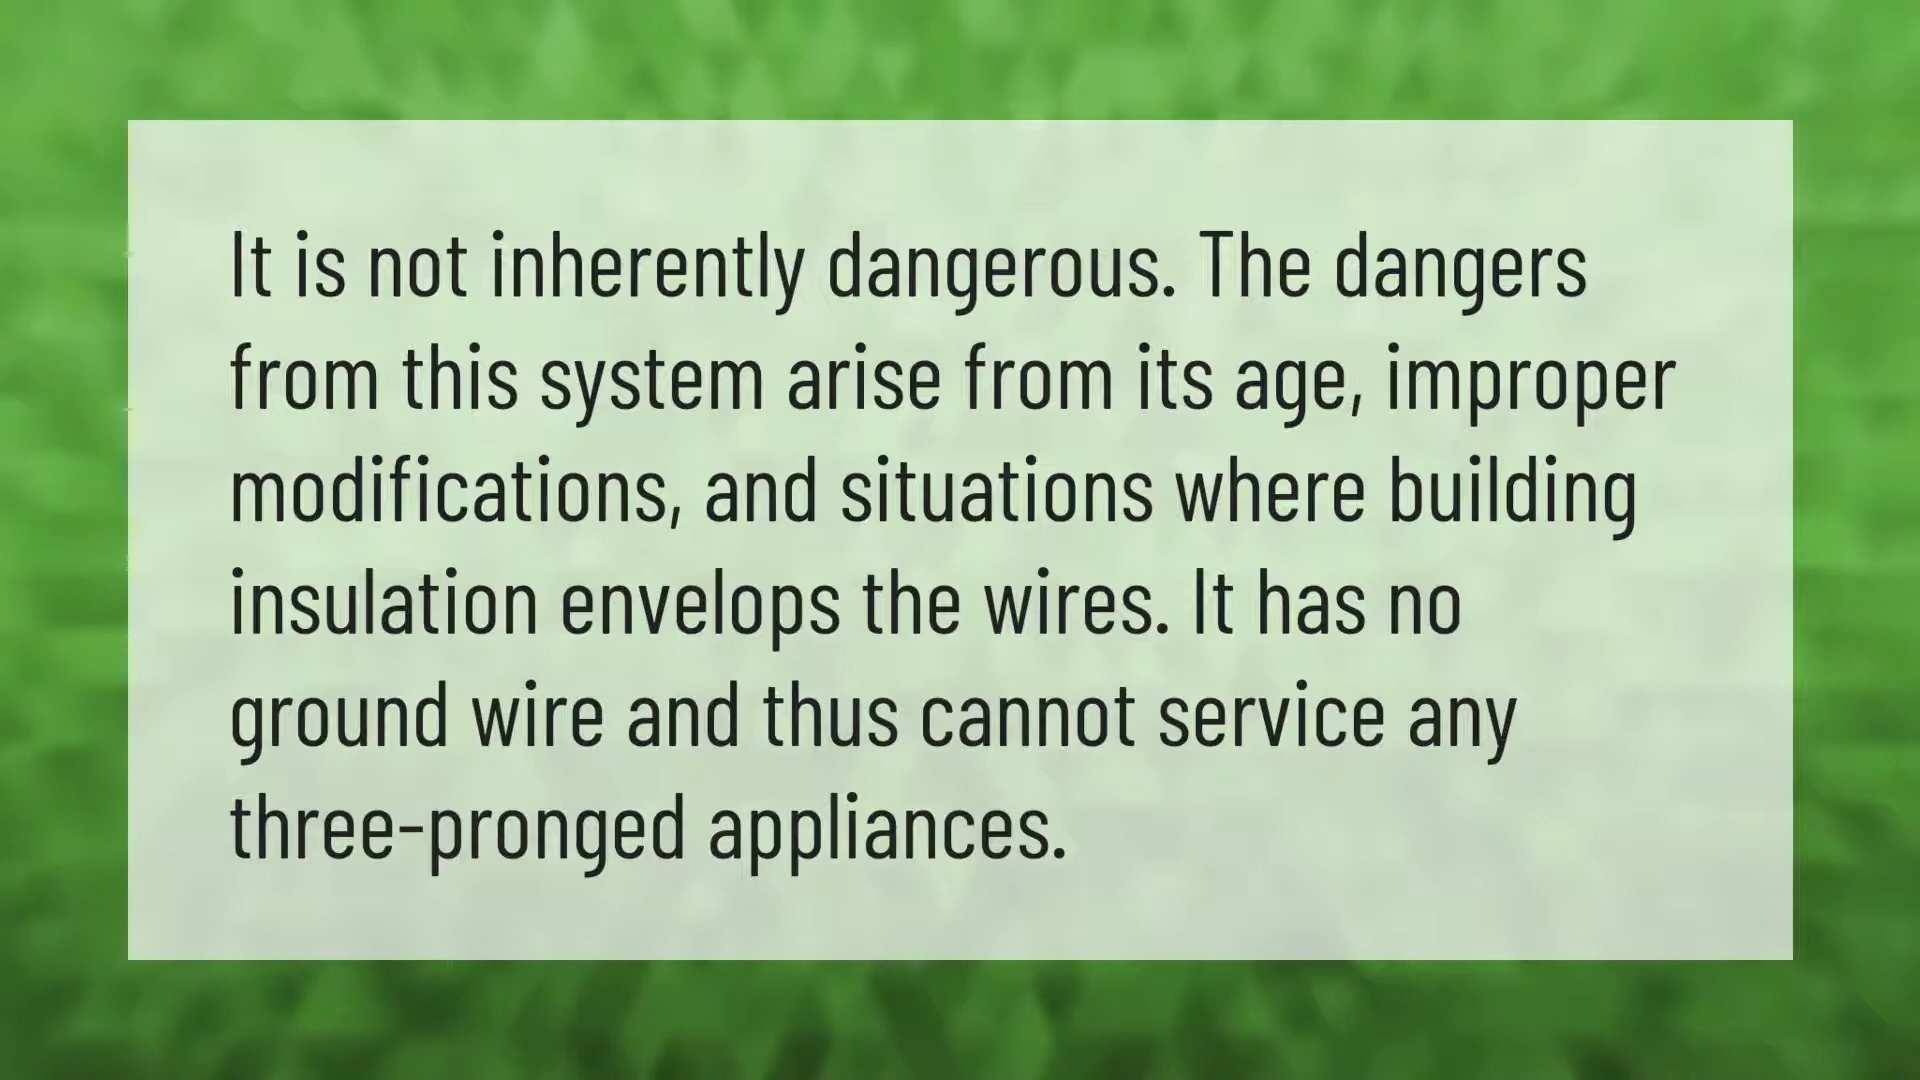 It is not inherently dangerous. The dangers
from this system arise from its age, improper
modifications, and situations where building
insulation envelops the wires. It has no
ground wire and thus cannot service any
three-pronged appliances.